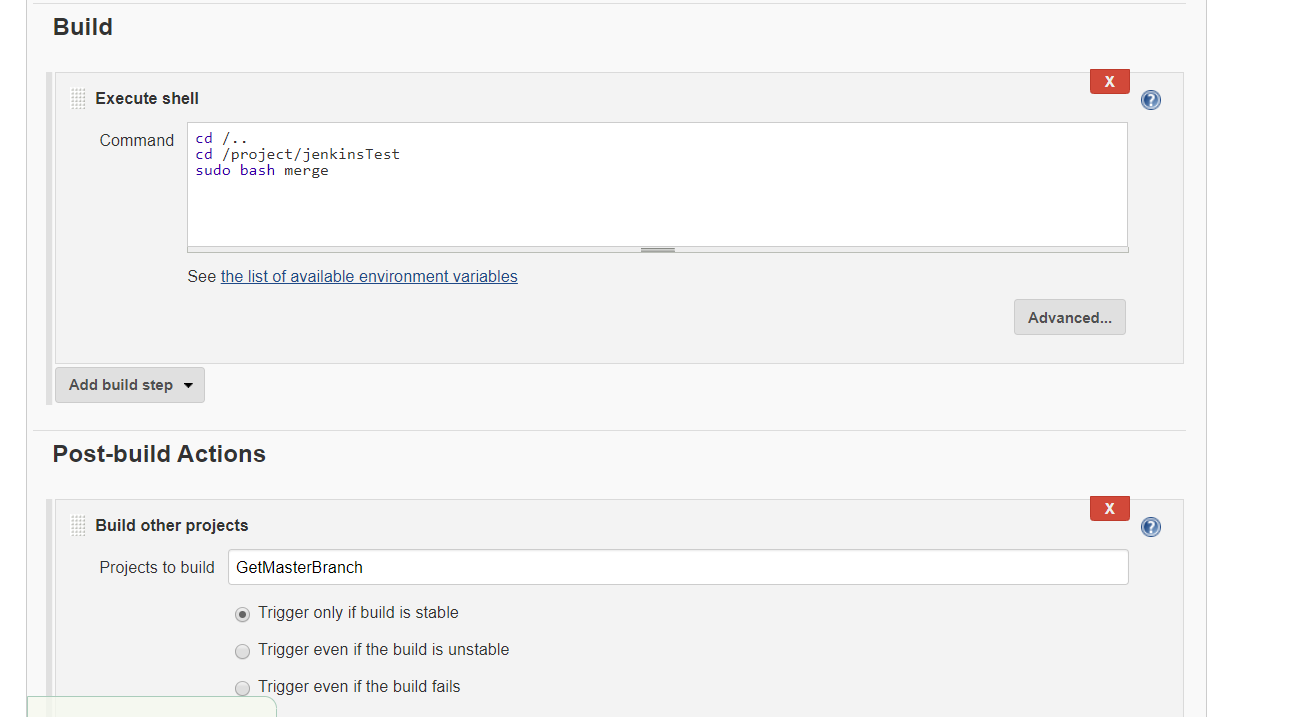 Build
X
Execute shell
?
Command
cd /..
cd /project/jenkinsTest
sudo bash merge
See the list of available environment variables
Advanced...
Add build step
Post-build Actions
X
Build other projects
?
Projects to build GetMasterBranch
Trigger only if build is stable
Trigger even if the build is unstable
Trigger even if the build fails